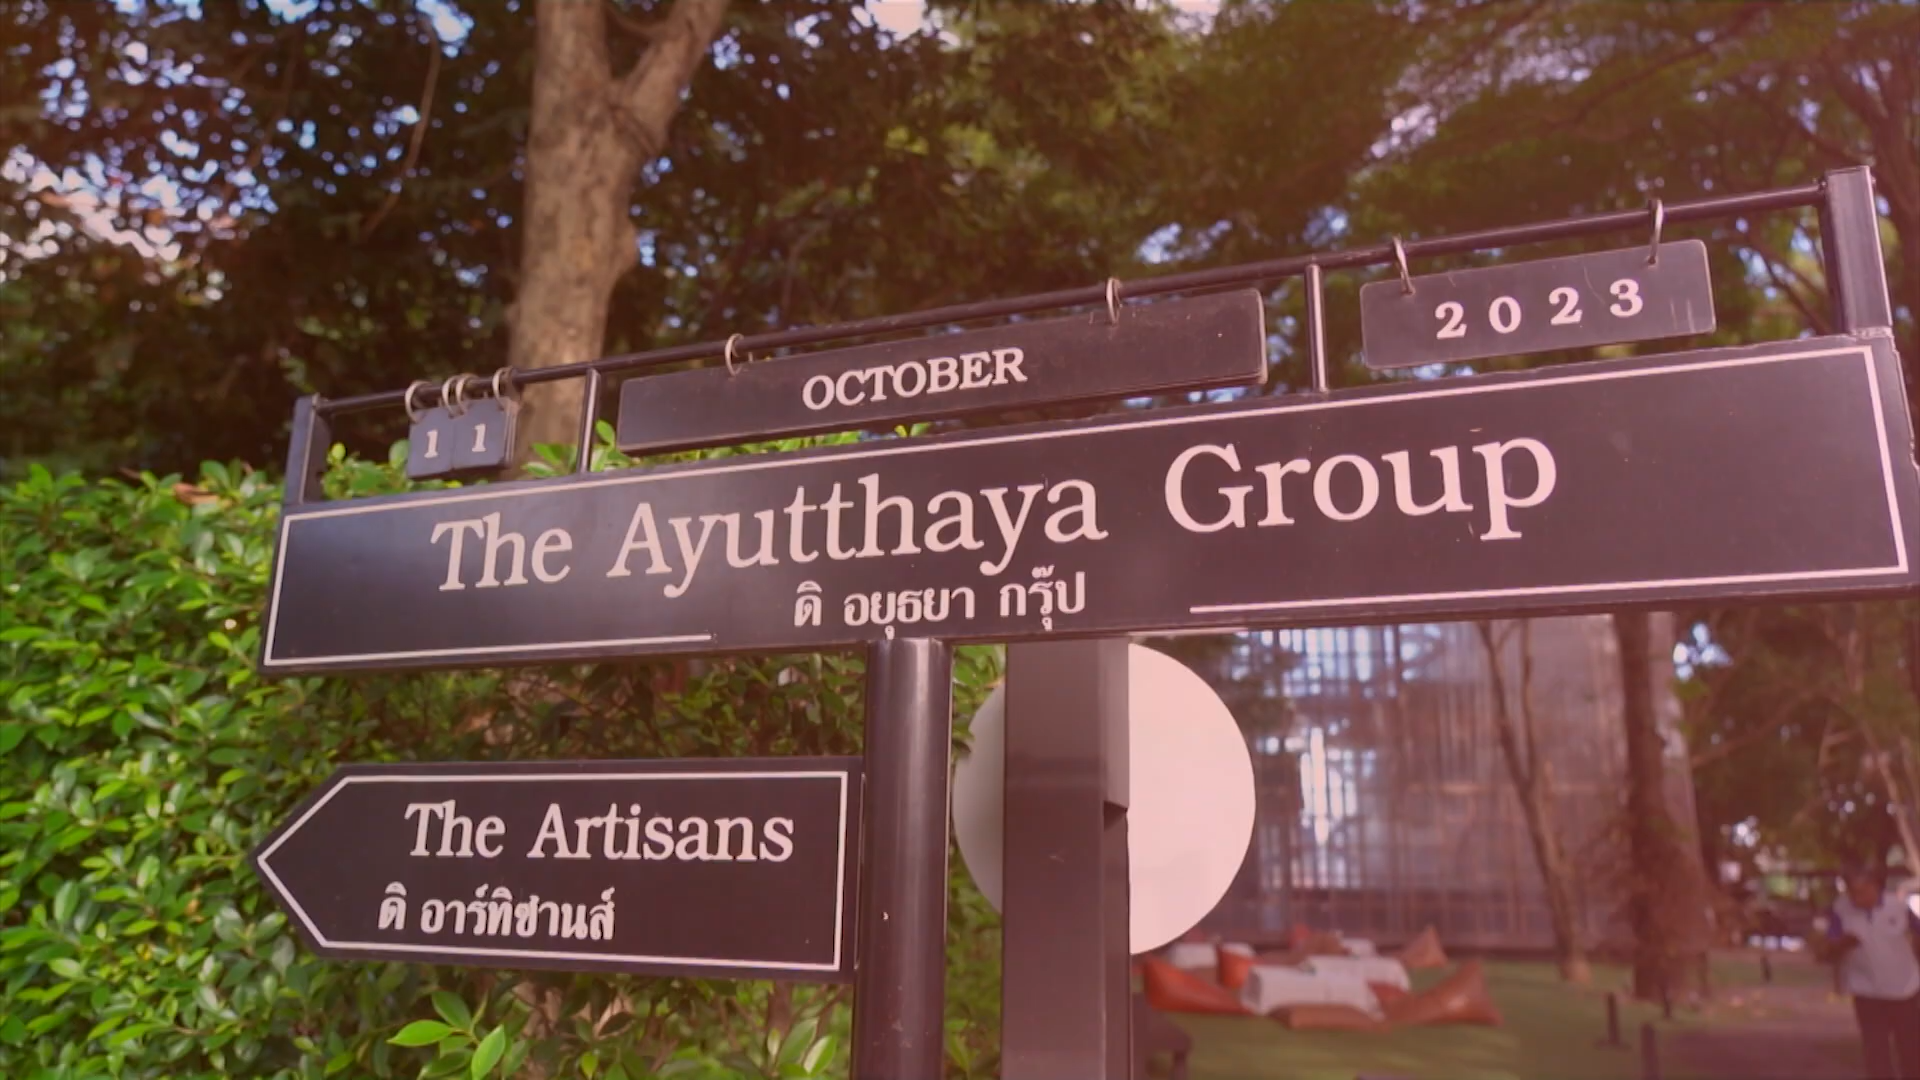 11 OCTOBER 2023
The Ayutthaya Group
ดิ อยุธยา กรุ๊ป
The Artisans
ดิ อาร์ทิซานส์